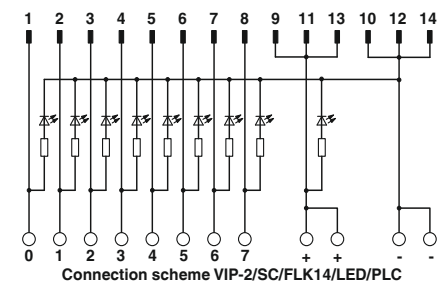 1 2 3 4 5 6 7 8 9 11 13 10 12 14
0 1 2 3 4 5 6 7 + + - -
Connection scheme VIP-2/SC/FLK14/LED/PLC